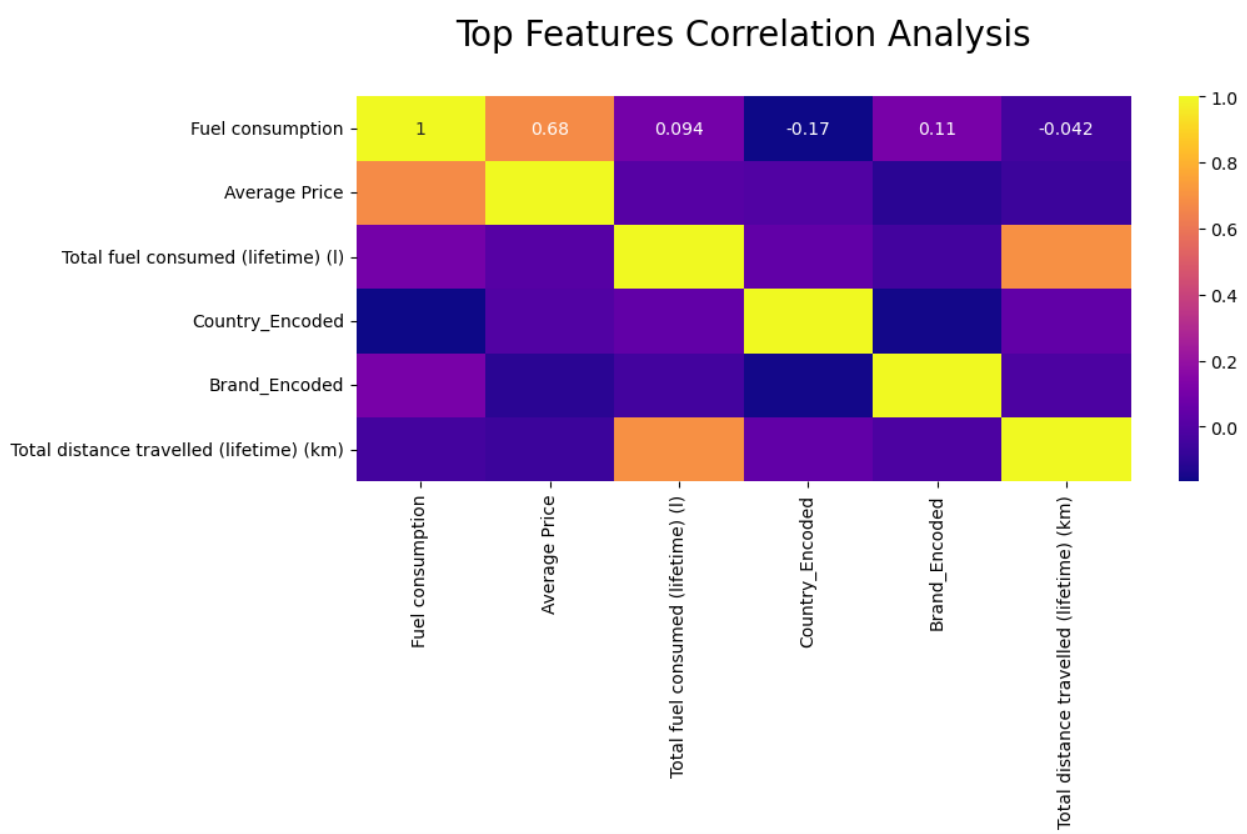 Top Features Correlation Analysis
Fuel consumption
1 0.68 0.094 -0.17 0.11 -0.042
Average Price
Total fuel consumed (lifetime) (l)
Country_Encoded
Brand_Encoded
Total distance travelled (lifetime) (km)
Fuel consumption
Average Price
Total fuel consumed (lifetime) (l)
Country_Encoded
Brand_Encoded
Total distance travelled (lifetime) (km)
1.0
0.8
0.6
0.4
0.2
0.0